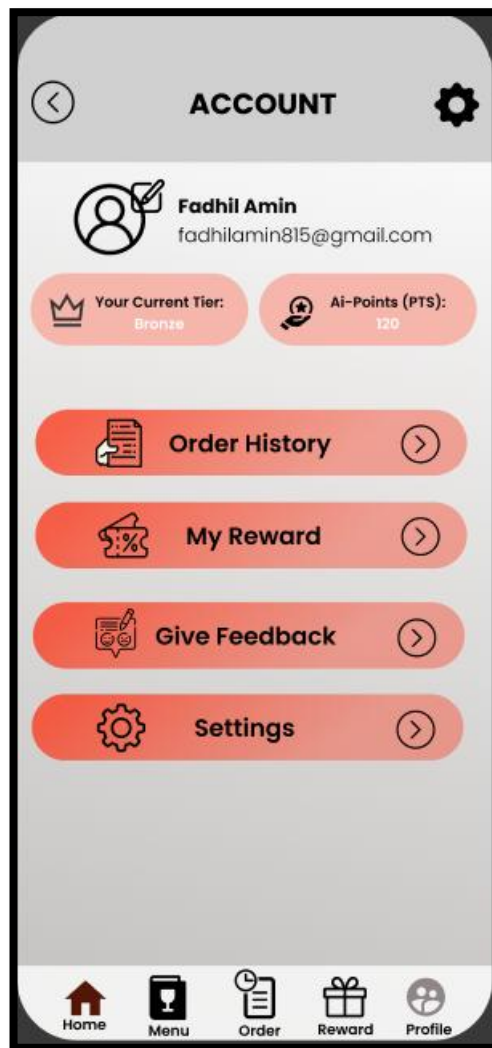 ACCOUNT
Fadhil Amin
fadhilamin815@gmail.com
Your Current Tier:
Bronze
Ai-Points (PTS):
120
Order History
My Reward
Give Feedback
Settings
Home
Menu
Order
Reward
Profile